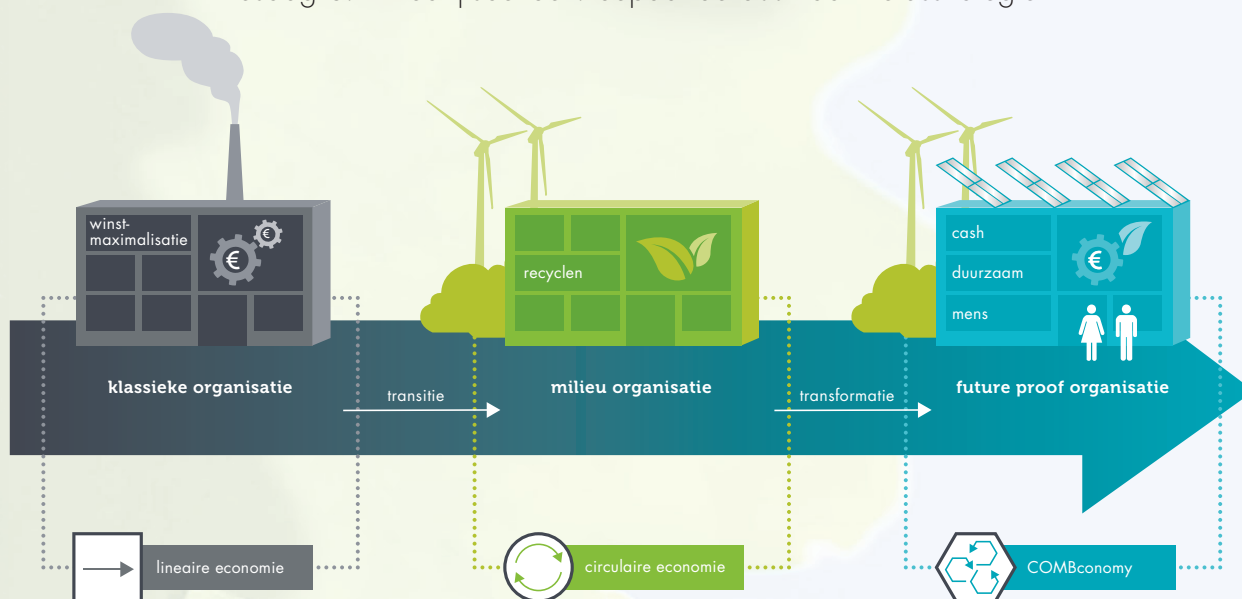 winst-
maximalisatie
€
€
recyclen
cash
duurzaam
mens
€
klassieke organisatie
transitie
milieu organisatie
transformatie
future proof organisatie
lineaire economie
circulaire economie
COMBconomy